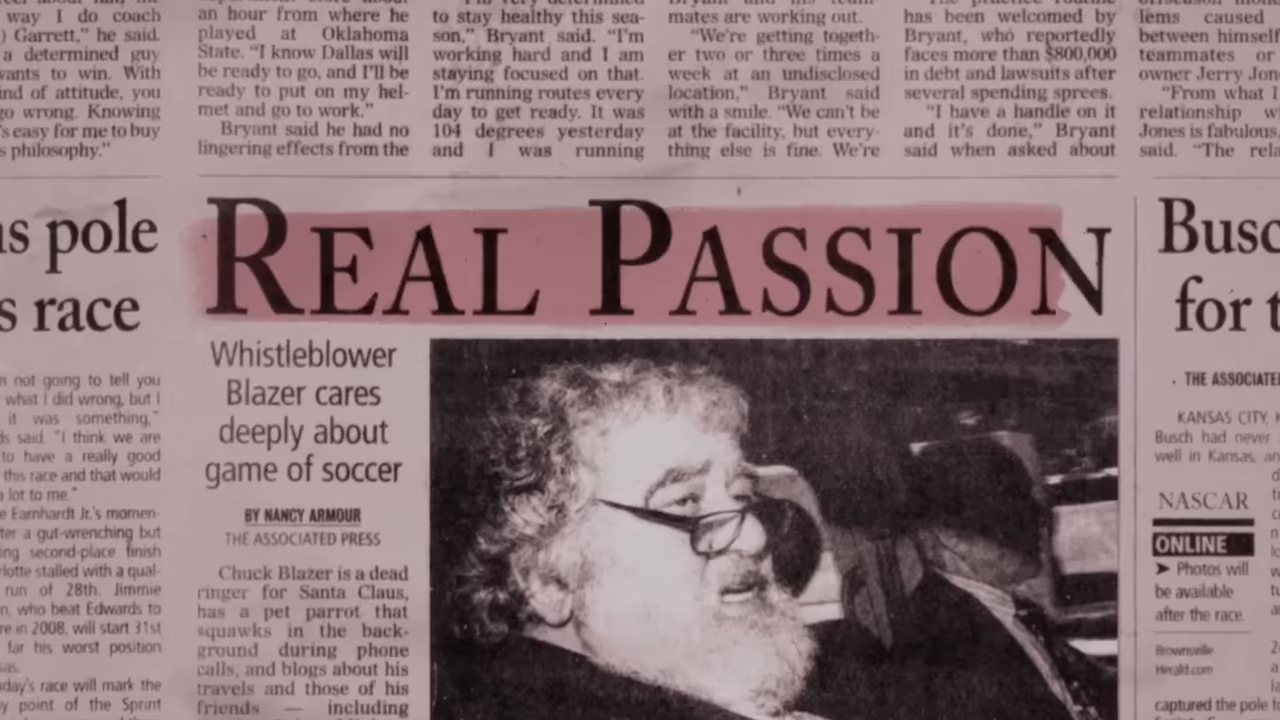 way I do coach
) Garrett," he said.
a determined guy
wants to win. With
ind of attitude, you
go wrong. Knowing
's easy for me to buy
s philosophy."
an hour from where he
played at Oklahoma
State. "I know Dallas will
be ready to go, and I'll be
ready to put on my hel-
met and go to work."
Bryant said he had no
lingering effects from the
to stay healthy this sea-
son," Bryant said. "I'm
working hard and I am
staying focused on that.
I'm running routes every
day to get ready. It was
104 degrees yesterday
and I was running
mates are working out.
"We're getting togeth-
er two or three times a
week at an undisclosed
location," Bryant said
with a smile. "We can't be
at the facility, but every-
thing else is fine. We're
has been welcomed by
Bryant, who reportedly
faces more than $800,000
in debt and lawsuits after
several spending sprees.
"I have a handle on it
and it's done," Bryant
said when asked about
lems caused
between himself
teammates or
owner Jerry Jon
"From what I
relationship w
Jones is fabulous
said. "The rela
ns pole
s race
n not going to tell you
what I did wrong, but I
it was something,"
ds said. "I think we are
to have a really good
this race and that would
a lot to me."
e Earnhardt Jr.'s momen-
ter a gut-wrenching but
ing second-place finish
rlotte stalled with a qual-
run of 28th. Jimmie
n, who beat Edwards to
re in 2008, will start 31st
far his worst position
sas.
day's race will mark the
y point of the Sprint
REAL PASSION
Whistleblower
Blazer cares
deeply about
game of soccer
BY NANCY ARMOUR
THE ASSOCIATED PRESS
Chuck Blazer is a dead
ringer for Santa Claus,
has a pet parrot that
squawks in the back-
ground during phone
calls, and blogs about his
travels and those of his
friends — including
Busc
for t
THE ASSOCIATE
KANSAS CITY, K
Busch had never
well in Kansas, an
NASCAR
ONLINE
➤ Photos will
be available
after the race.
Brownsville
Herald.com
captured the pole fo